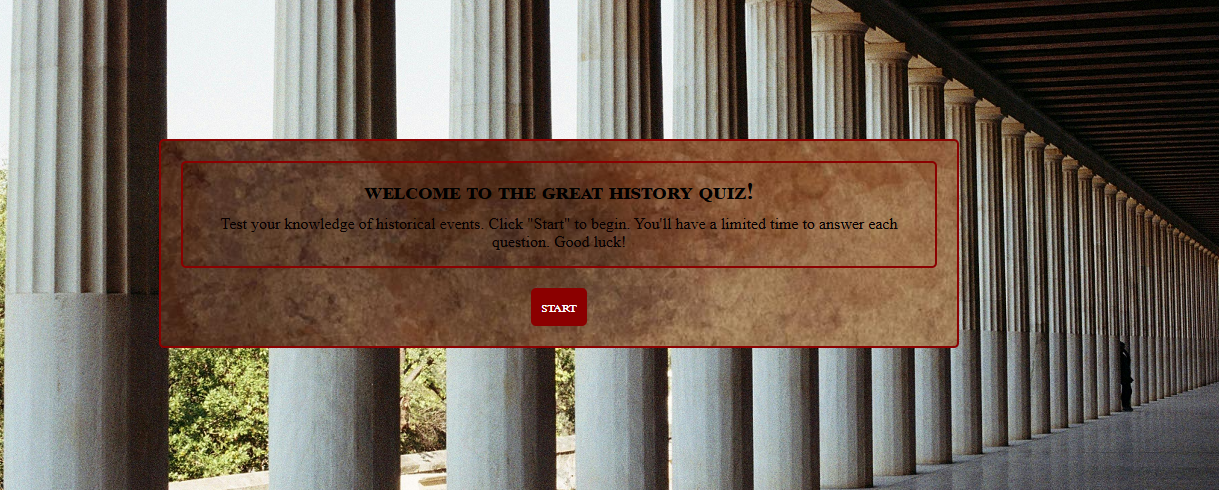 WELCOME TO THE GREAT HISTORY QUIZ!
Test your knowledge of historical events. Click "Start" to begin. You'll have a limited time to answer each
question. Good luck!
START